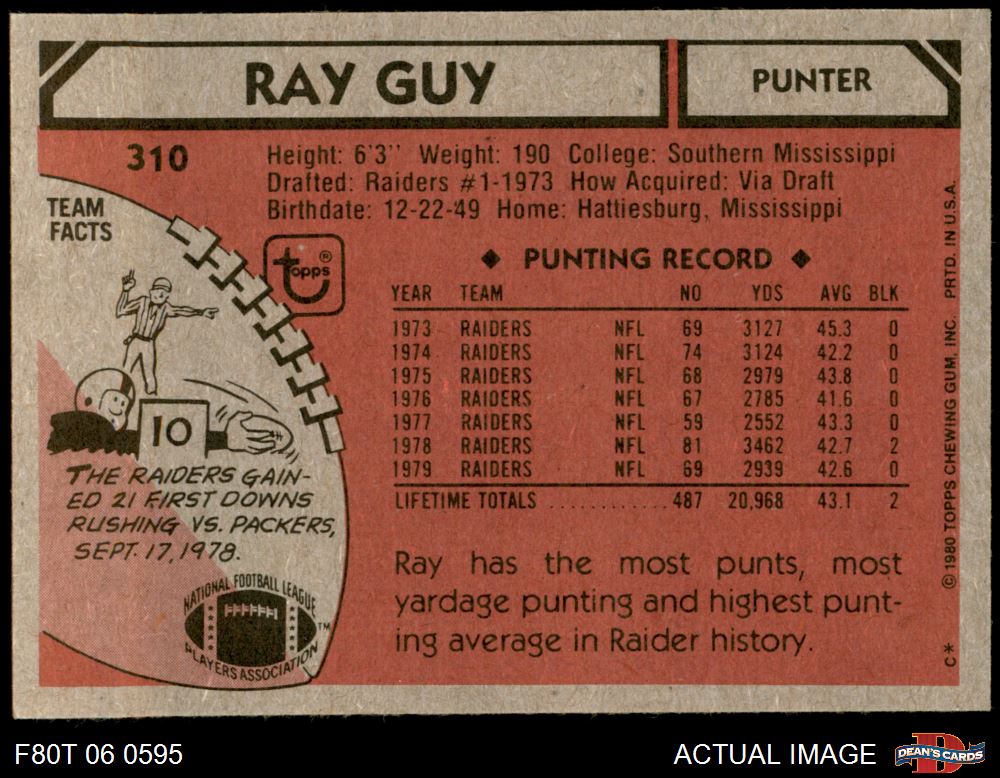 RAY GUY
PUNTER
310
Height: 6'3'' Weight: 190 College: Southern Mississippi
Drafted: Raiders #1-1973 How Acquired: Via Draft
Birthdate: 12-22-49 Home: Hattiesburg, Mississippi
TEAM
FACTS
topps®
◆ PUNTING RECORD ◆
YEAR TEAM NO YDS AVG BLK
1973 RAIDERS NFL 69 3127 45.3 0
1974 RAIDERS NFL 74 3124 42.2 0
1975 RAIDERS NFL 68 2979 43.8 0
1976 RAIDERS NFL 67 2785 41.6 0
1977 RAIDERS NFL 59 2552 43.3 0
1978 RAIDERS NFL 81 3462 42.7 2
1979 RAIDERS NFL 69 2939 42.6 0
LIFETIME TOTALS ............ 487 20,968 43.1 2
10
THE RAIDERS GAIN-
ED 21 FIRST DOWNS
RUSHING VS. PACKERS,
SEPT. 17, 1978.
NATIONAL FOOTBALL LEAGUE
PLAYERS ASSOCIATION
TM
Ray has the most punts, most
yardage punting and highest punt-
ing average in Raider history.
C* © 1980 TOPPS CHEWING GUM, INC. PRTD. IN U.S.A.
F80T 06 0595
ACTUAL IMAGE
D
DEAN'S CARDS